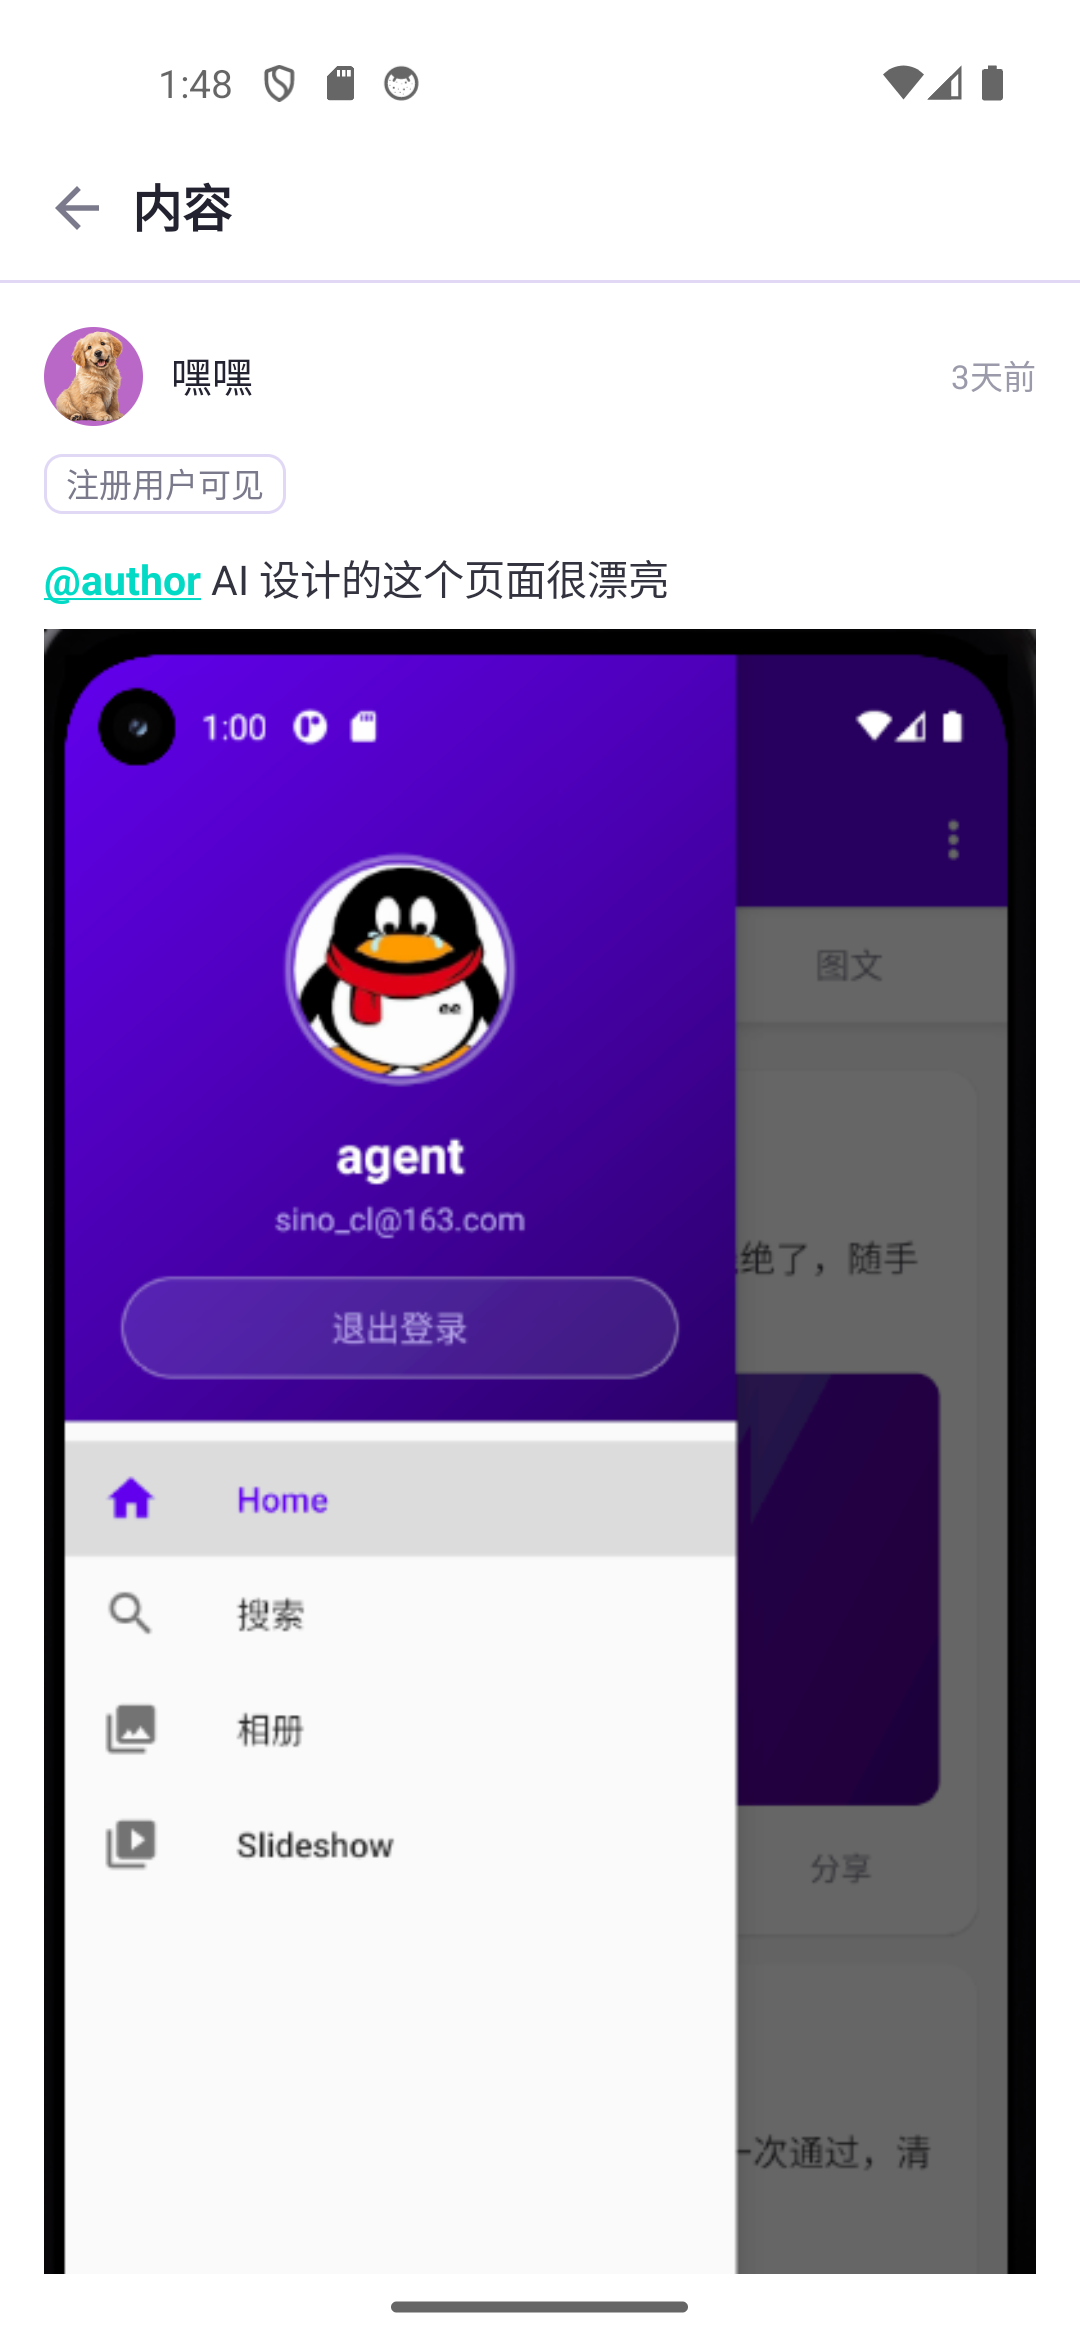 1:48
内容
嘿嘿
3天前
注册用户可见
@author AI 设计的这个页面很漂亮
1:00
图文
agent
sino_cl@163.com
绝了，随手
退出登录
Home
搜索
相册
Slideshow
分享
一次通过，清